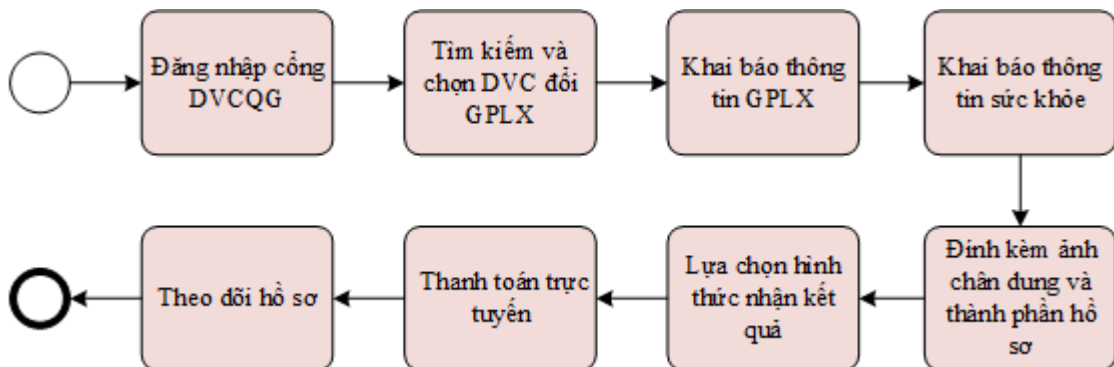 Đăng nhập cổng
DVCQG
Tìm kiếm và
chọn DVC đổi
GPLX
Khai báo thông
tin GPLX
Khai báo thông
tin sức khỏe
Đính kèm ảnh
chân dung và
thành phần hồ
sơ
Lựa chọn hình
thức nhận kết
quả
Thanh toán trực
tuyến
Theo dõi hồ sơ